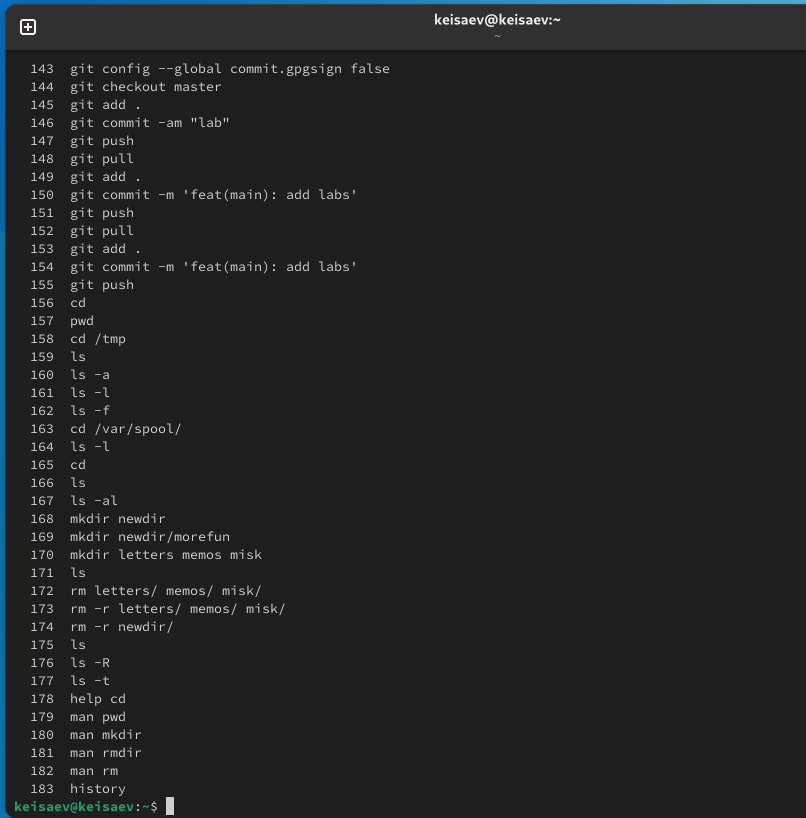 keisaev@keisaev:~
~
143 git config --global commit.gpgsign false
144 git checkout master
145 git add .
146 git commit -am "lab"
147 git push
148 git pull
149 git add .
150 git commit -m 'feat(main): add labs'
151 git push
152 git pull
153 git add .
154 git commit -m 'feat(main): add labs'
155 git push
156 cd
157 pwd
158 cd /tmp
159 ls
160 ls -a
161 ls -l
162 ls -f
163 cd /var/spool/
164 ls -l
165 cd
166 ls
167 ls -al
168 mkdir newdir
169 mkdir newdir/morefun
170 mkdir letters memos misk
171 ls
172 rm letters/ memos/ misk/
173 rm -r letters/ memos/ misk/
174 rm -r newdir/
175 ls
176 ls -R
177 ls -t
178 help cd
179 man pwd
180 man mkdir
181 man rmdir
182 man rm
183 history
keisaev@keisaev:~$